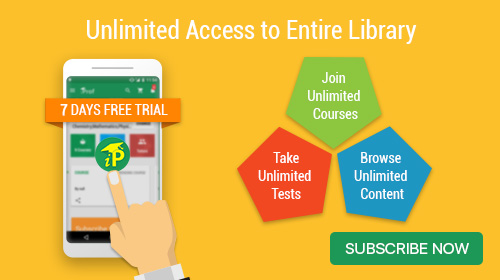 Unlimited Access to Entire Library
7 DAYS FREE TRIAL
iP
Join
Unlimited
Courses
Take
Unlimited
Tests
Browse
Unlimited
Content
SUBSCRIBE NOW